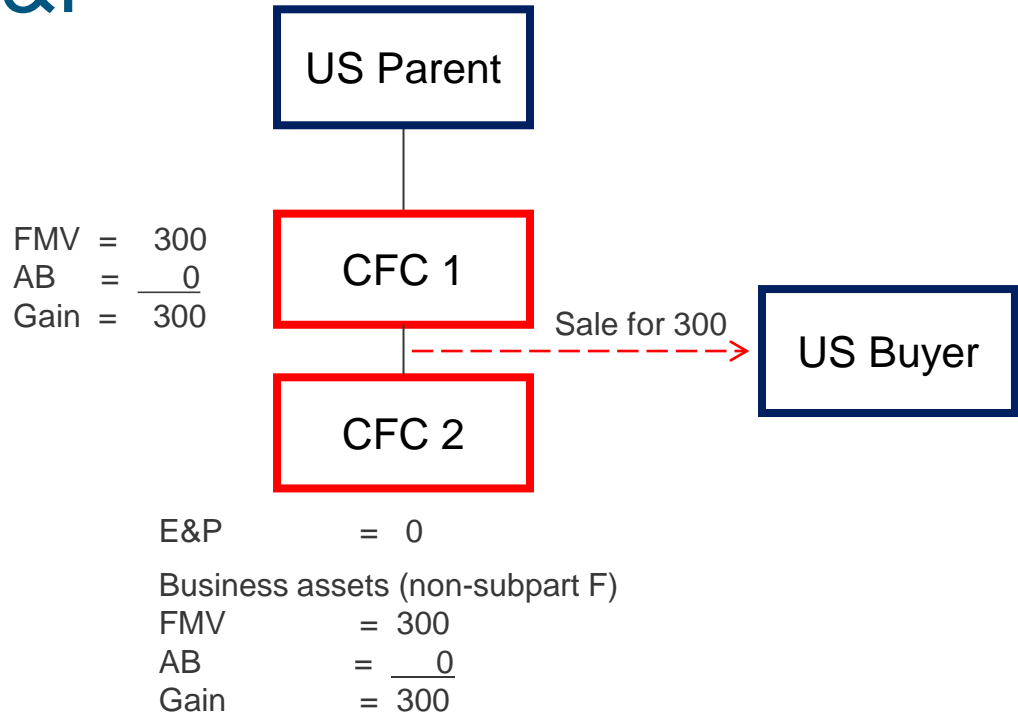 US Parent
FMV = 300
AB = 0
Gain = 300
CFC 1
Sale for 300
US Buyer
CFC 2
E&P = 0
Business assets (non-subpart F)
FMV = 300
AB = 0
Gain = 300